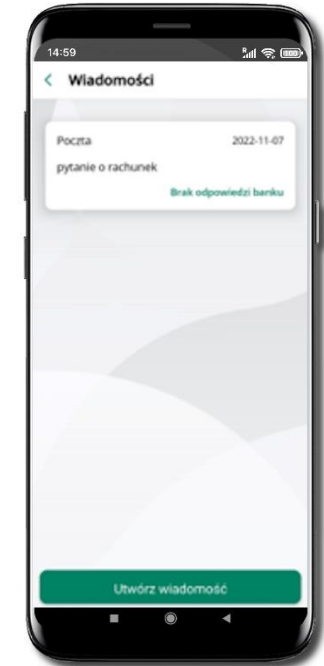 14:59
Wiadomości
Poczta 2022-11-07
pytanie o rachunek
Brak odpowiedzi banku
Utwórz wiadomość